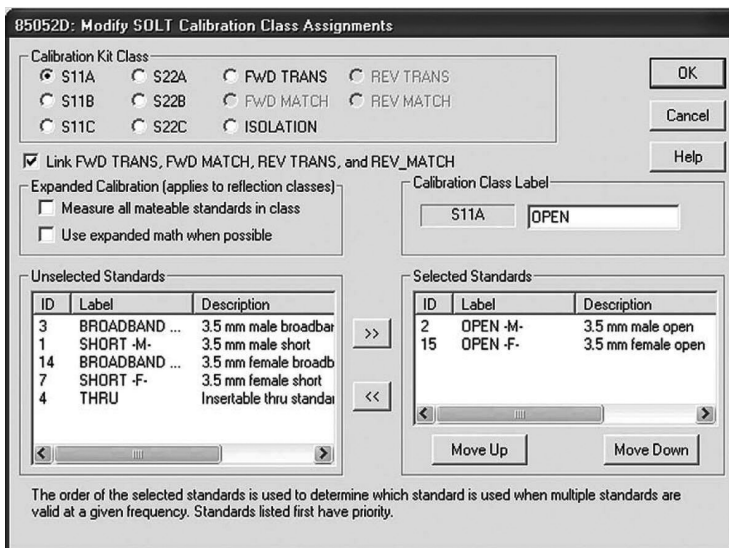 85052D: Modify SOLT Calibration Class Assignments
Calibration Kit Class
S11A S22A FWD TRANS REV TRANS
S11B S22B FWD MATCH REV MATCH
S11C S22C ISOLATION
OK
Cancel
Help
Link FWD TRANS, FWD MATCH, REV TRANS, and REV_MATCH
Expanded Calibration (applies to reflection classes)
Measure all mateable standards in class
Use expanded math when possible
Calibration Class Label
S11A OPEN
Unselected Standards
ID Label Description
3 BROADBAND ... 3.5 mm male broadbar
1 SHORT -M- 3.5 mm male short
14 BROADBAND ... 3.5 mm female broadb
7 SHORT -F- 3.5 mm female short
4 THRU Insertable thru standa
>>
<<
Selected Standards
ID Label Description
2 OPEN -M- 3.5 mm male open
15 OPEN -F- 3.5 mm female open
Move Up Move Down
The order of the selected standards is used to determine which standard is used when multiple standards are
valid at a given frequency. Standards listed first have priority.